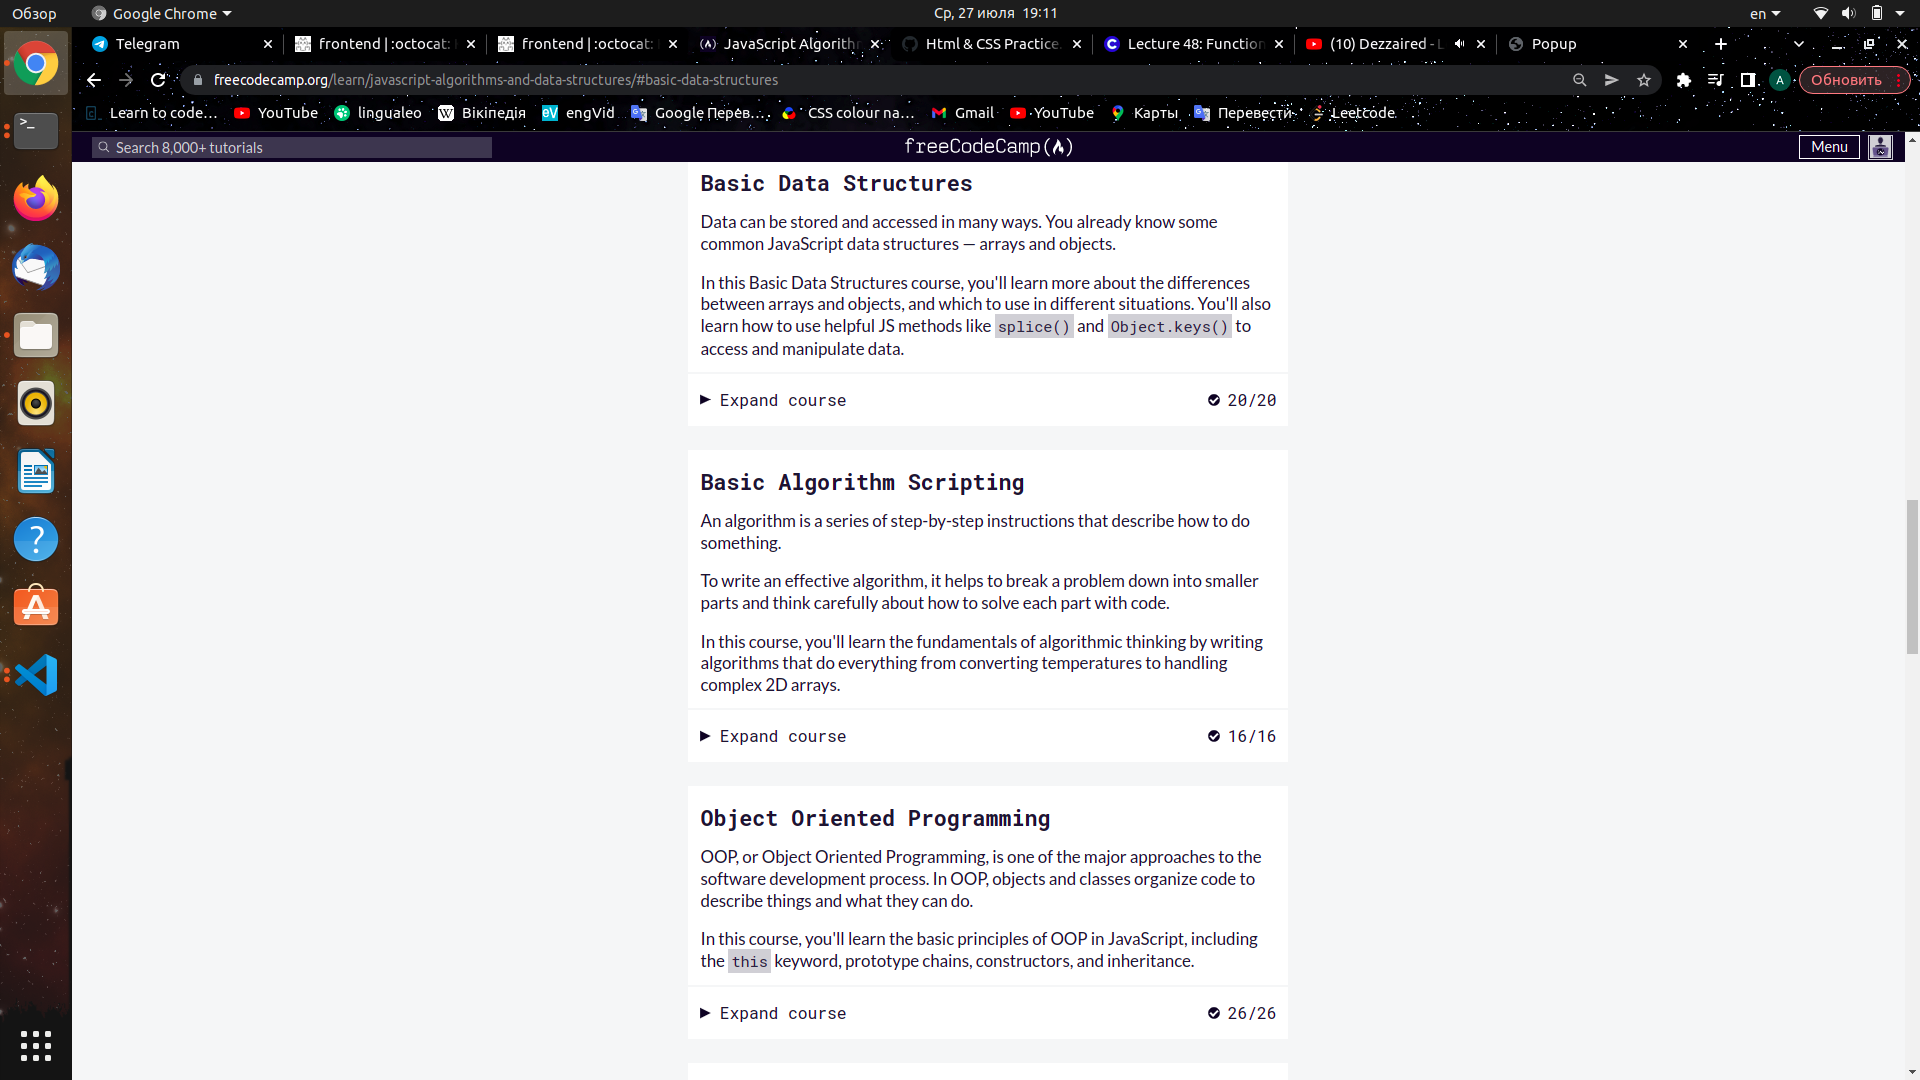 Обзор Google Chrome Ср, 27 июля 19:11 en
Telegram frontend | :octocat: frontend | :octocat: JavaScript Algorith Html & CSS Practice. Lecture 48: Function (10) Dezzaired - L Popup
freecodecamp.org/learn/javascript-algorithms-and-data-structures/#basic-data-structures A Обновить
Learn to code... YouTube lingualeo Вікіпедія engVid Google Перев... CSS colour na... Gmail YouTube Карты Перевести Leetcode
Search 8,000+ tutorials freeCodeCamp Menu
Basic Data Structures
Data can be stored and accessed in many ways. You already know some
common JavaScript data structures — arrays and objects.
In this Basic Data Structures course, you'll learn more about the differences
between arrays and objects, and which to use in different situations. You'll also
learn how to use helpful JS methods like splice() and Object.keys() to
access and manipulate data.
Expand course 20/20
Basic Algorithm Scripting
An algorithm is a series of step-by-step instructions that describe how to do
something.
To write an effective algorithm, it helps to break a problem down into smaller
parts and think carefully about how to solve each part with code.
In this course, you'll learn the fundamentals of algorithmic thinking by writing
algorithms that do everything from converting temperatures to handling
complex 2D arrays.
Expand course 16/16
Object Oriented Programming
OOP, or Object Oriented Programming, is one of the major approaches to the
software development process. In OOP, objects and classes organize code to
describe things and what they can do.
In this course, you'll learn the basic principles of OOP in JavaScript, including
the this keyword, prototype chains, constructors, and inheritance.
Expand course 26/26